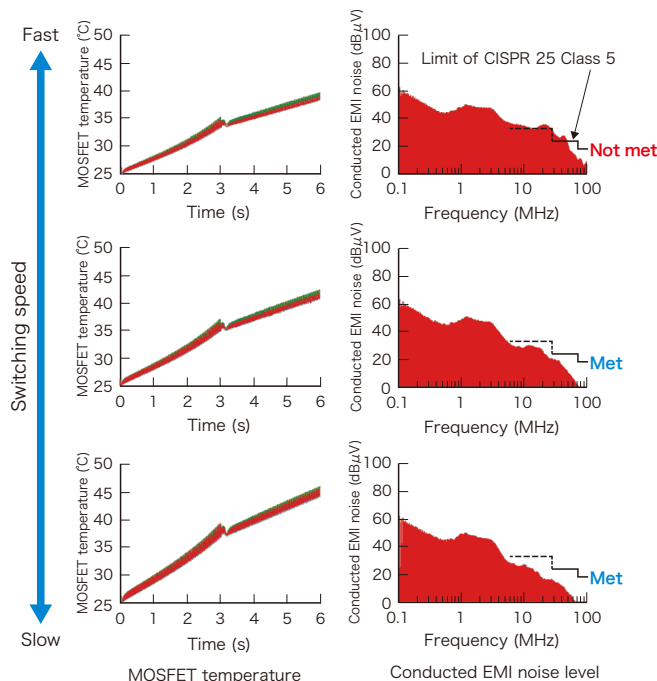 Fast
Switching speed
Slow
MOSFET temperature (℃)
50
45
40
35
30
25
0 1 2 3 4 5 6
Time (s)
Conducted EMI noise (dBμV)
100
80
60
40
20
0
0.1 1 10 100
Frequency (MHz)
Limit of CISPR 25 Class 5
Not met
MOSFET temperature (℃)
50
45
40
35
30
25
0 1 2 3 4 5 6
Time (s)
Conducted EMI noise (dBμV)
100
80
60
40
20
0
0.1 1 10 100
Frequency (MHz)
Met
MOSFET temperature (℃)
50
45
40
35
30
25
0 1 2 3 4 5 6
Time (s)
Conducted EMI noise (dBμV)
100
80
60
40
20
0
0.1 1 10 100
Frequency (MHz)
Met
MOSFET temperature
Conducted EMI noise level